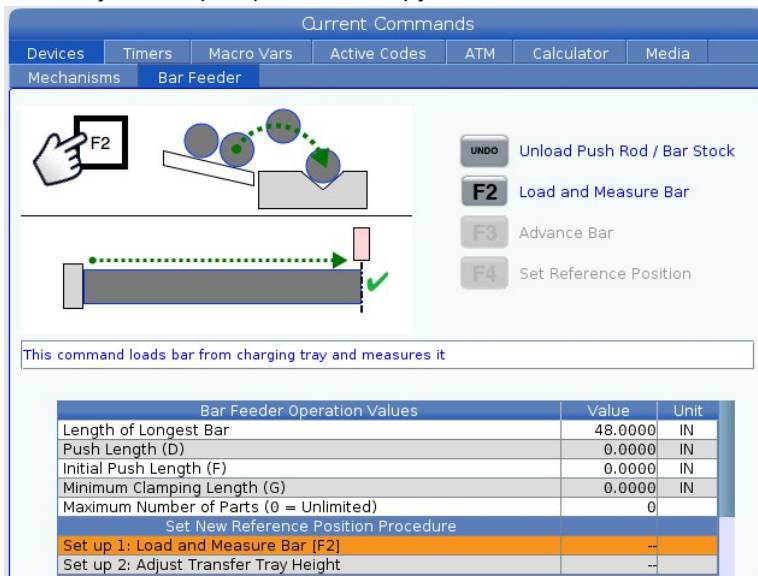 Current Commands
Devices Timers Macro Vars Active Codes ATM Calculator Media
Mechanisms Bar Feeder
F2
UNDO Unload Push Rod / Bar Stock
F2 Load and Measure Bar
F3 Advance Bar
F4 Set Reference Position
This command loads bar from charging tray and measures it
Bar Feeder Operation Values Value Unit
Length of Longest Bar 48.0000 IN
Push Length (D) 0.0000 IN
Initial Push Length (F) 0.0000 IN
Minimum Clamping Length (G) 0.0000 IN
Maximum Number of Parts (0 = Unlimited) 0
Set New Reference Position Procedure
Set up 1: Load and Measure Bar [F2] --
Set up 2: Adjust Transfer Tray Height --